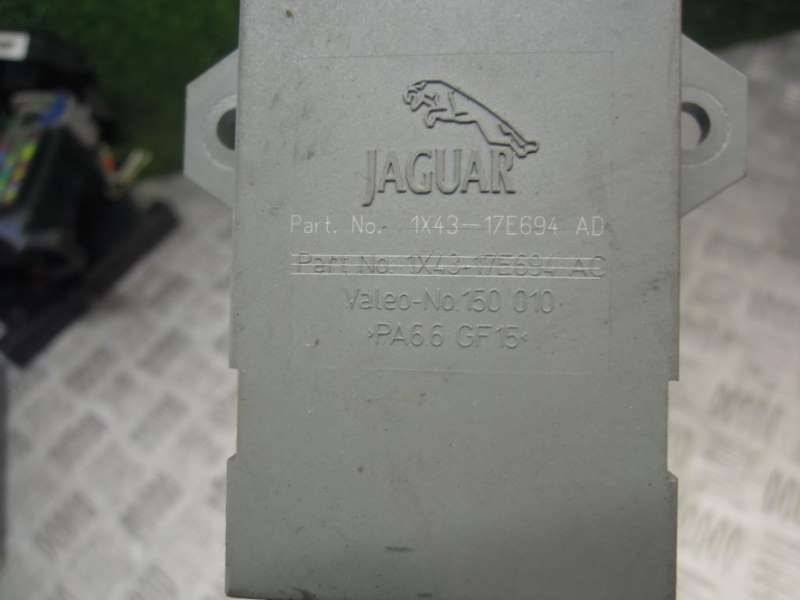 JAGUAR
Part. No. 1X43-17E694 AD
Part No. 1X43-17E694 AC
Valeo-No.150 010
>PA6.6 GF15<